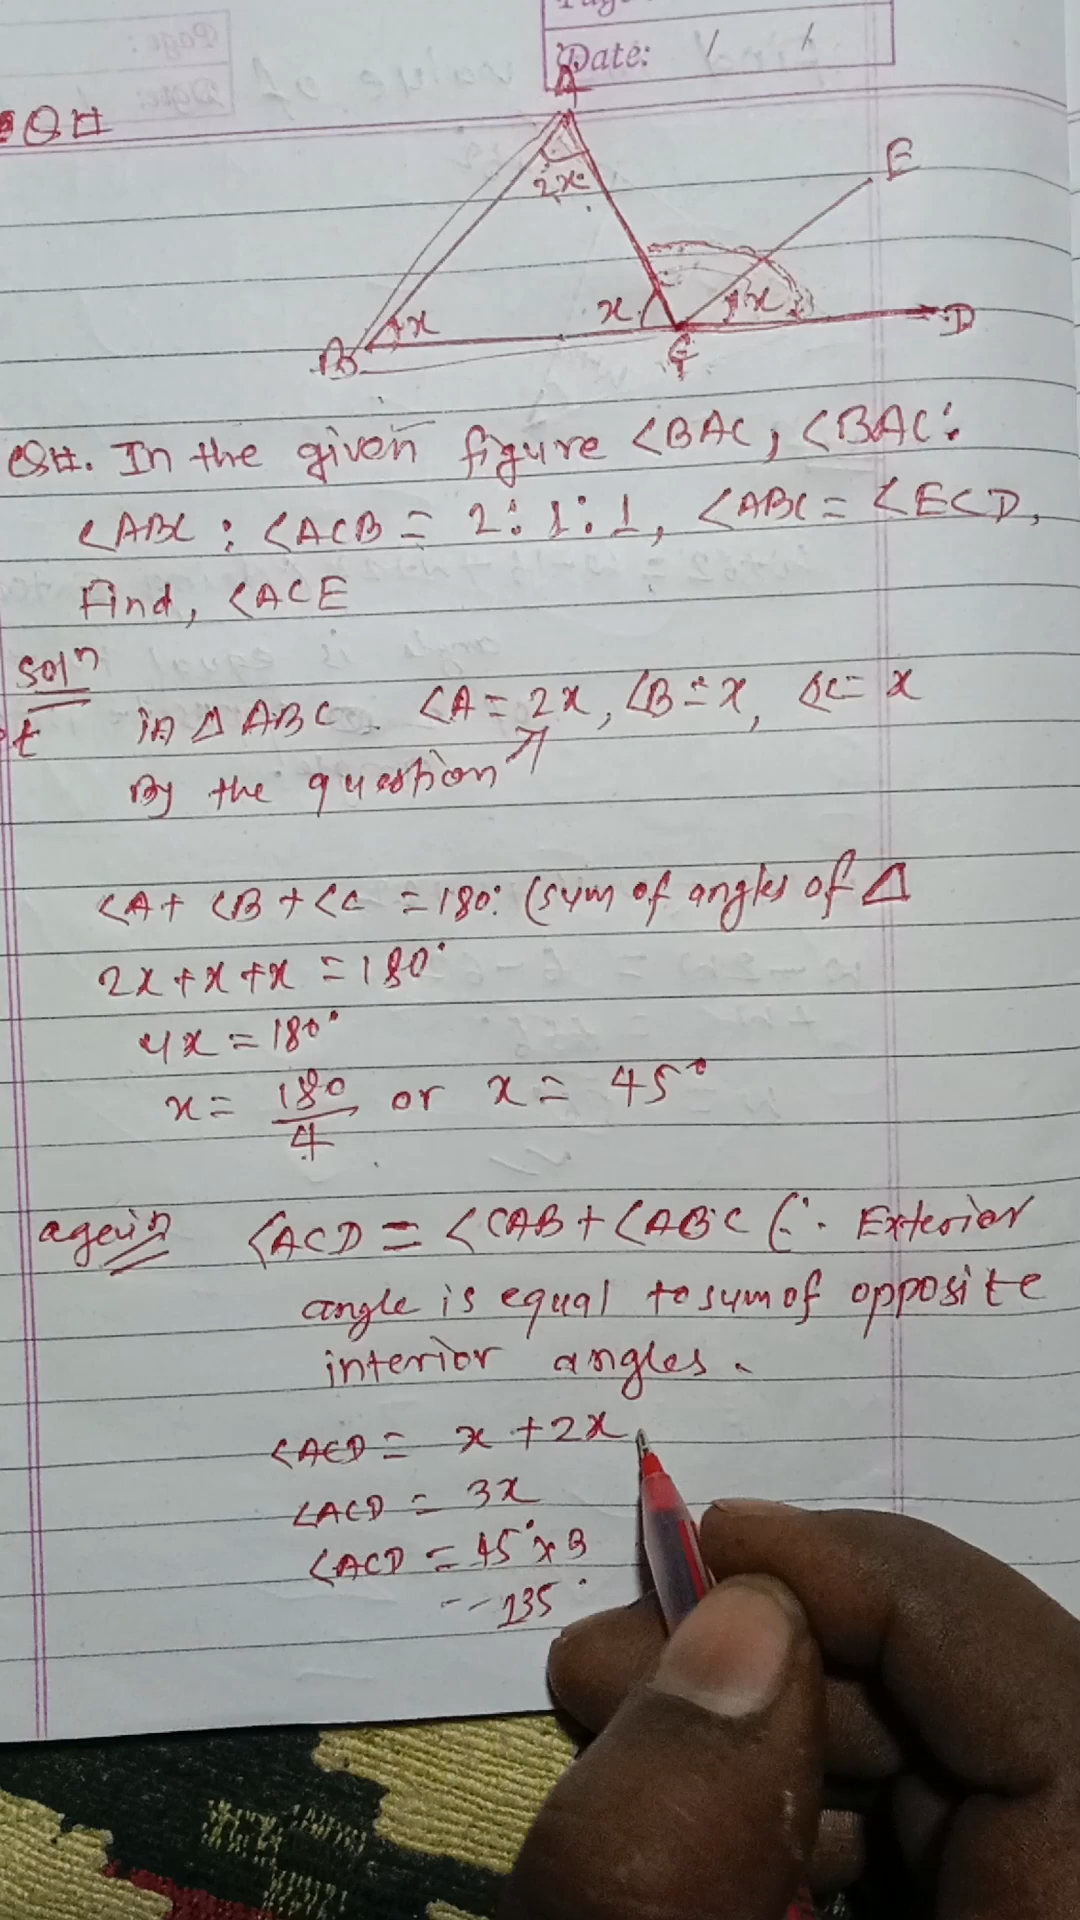 Date: / /
A
E
2x
x
x
x
B
C
D
In the given figure <BAC, <BAC:
<ABC : <ACB = 2:1:1, <ABC = <ECD,
Find, <ACE
Solⁿ
in Δ ABC. <A = 2x, <B = x, <C = x
By the question
<A + <B + <C = 180° (sum of angles of Δ
2x + x + x = 180°
4x = 180°
x = 180/4 or x = 45°
again <ACD = <CAB + <ABC (∵ Exterior
angle is equal to sum of opposite
interior angles.
<ACD = x + 2x
<ACD = 3x
<ACD = 45° x 3
= 135°